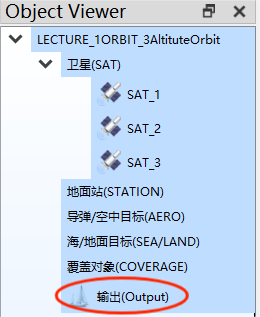 Object Viewer
LECTURE_1ORBIT_3AltituteOrbit
卫星(SAT)
SAT_1
SAT_2
SAT_3
地面站(STATION)
导弹/空中目标(AERO)
海/地面目标(SEA/LAND)
覆盖对象(COVERAGE)
输出(Output)